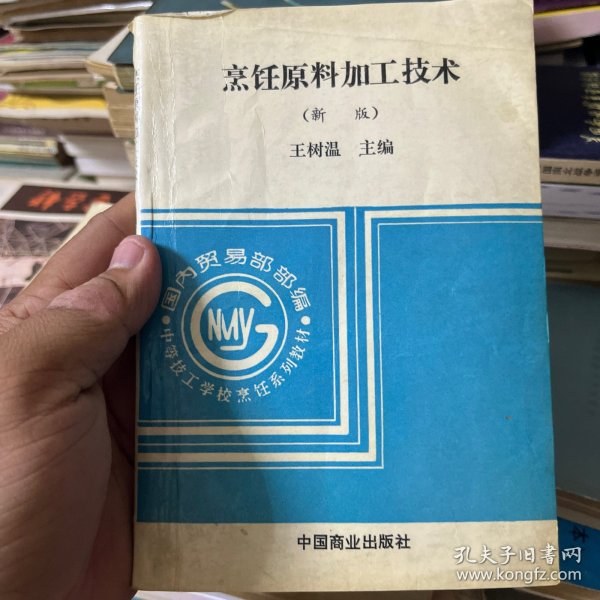 烹饪原料加工技术
（新 版）
王树温 主编
国内贸易部部编
中等技工学校烹饪系列教材
GNMY
中国商业出版社
孔夫子旧书网
www.kongfz.com